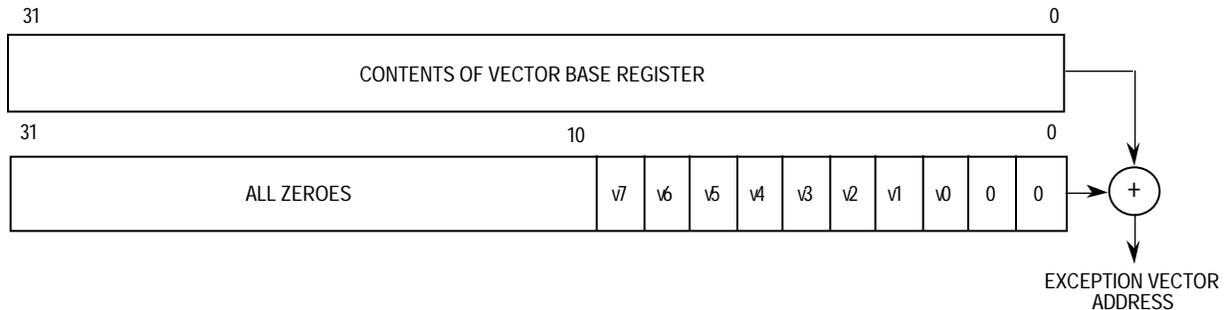 31 0
CONTENTS OF VECTOR BASE REGISTER
31 10 0
ALL ZEROES v7 v6 v5 v4 v3 v2 v1 v0 0 0 +
EXCEPTION VECTOR
ADDRESS